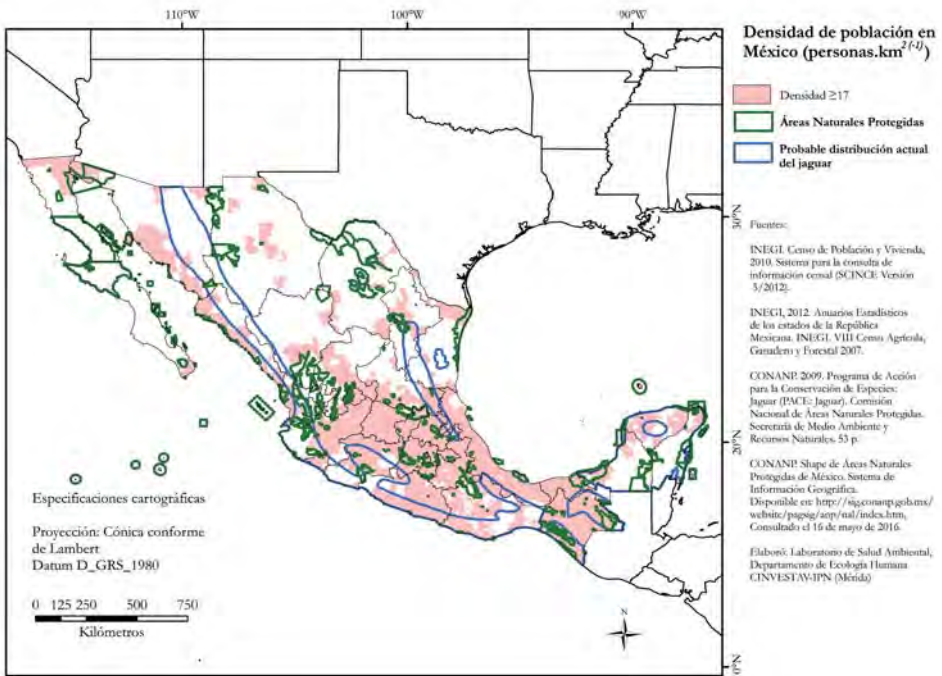 110°W
100°W
90°W
Densidad de población en
México (personas.km2 (-1))
Densidad ≥17
Áreas Naturales Protegidas
Probable distribución actual
del jaguar
30°N
20°N
0°N
Fuentes:
INEGI. Censo de Población y Vivienda,
2010. Sistema para la consulta de
información censal (SCINCE Versión
5/2012).
INEGI, 2012. Anuarios Estadísticos
de los estados de la República
Mexicana. INEGI. VIII Censo Agrícola,
Ganadero y Forestal 2007.
CONANP. 2009. Programa de Acción
para la Conservación de Especies:
Jaguar (PACE: Jaguar). Comisión
Nacional de Áreas Naturales Protegidas.
Secretaría de Medio Ambiente y
Recursos Naturales. 53 p.
CONANP. Shape de Áreas Naturales
Protegidas de México. Sistema de
Información Geográfica.
Disponible en: http://sig.conanp.gob.mx/
website/pagsig/anp/nal/index.htm,
Consultado el 16 de mayo de 2016.
Elaboró: Laboratorio de Salud Ambiental,
Departamento de Ecología Humana
CINVESTAV-IPN (Mérida)
Especificaciones cartográficas
Proyección: Cónica conforme
de Lambert
Datum D_GRS_1980
0 125 250 500 750
Kilómetros
N